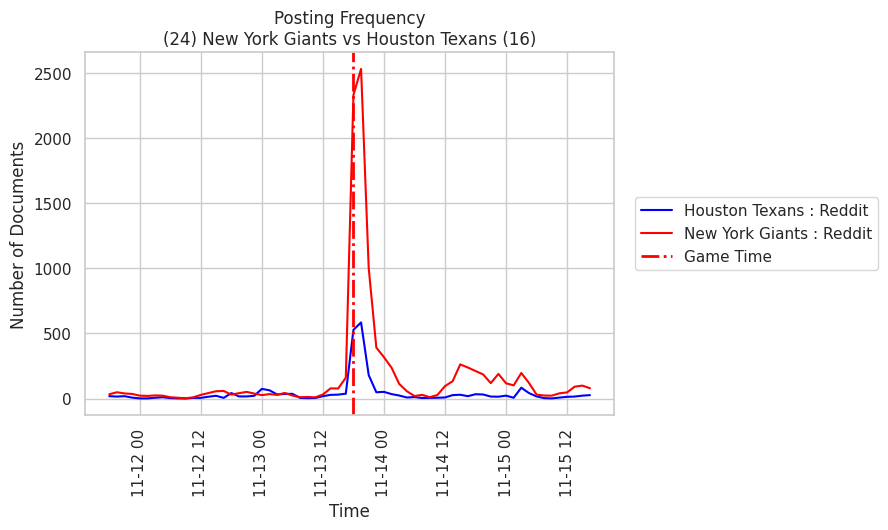 Posting Frequency
(24) New York Giants vs Houston Texans (16)
2500
2000
1500
1000
500
0
Number of Documents
11-12 00
11-12 12
11-13 00
11-13 12
11-14 00
11-14 12
11-15 00
11-15 12
Time
Houston Texans : Reddit
New York Giants : Reddit
Game Time